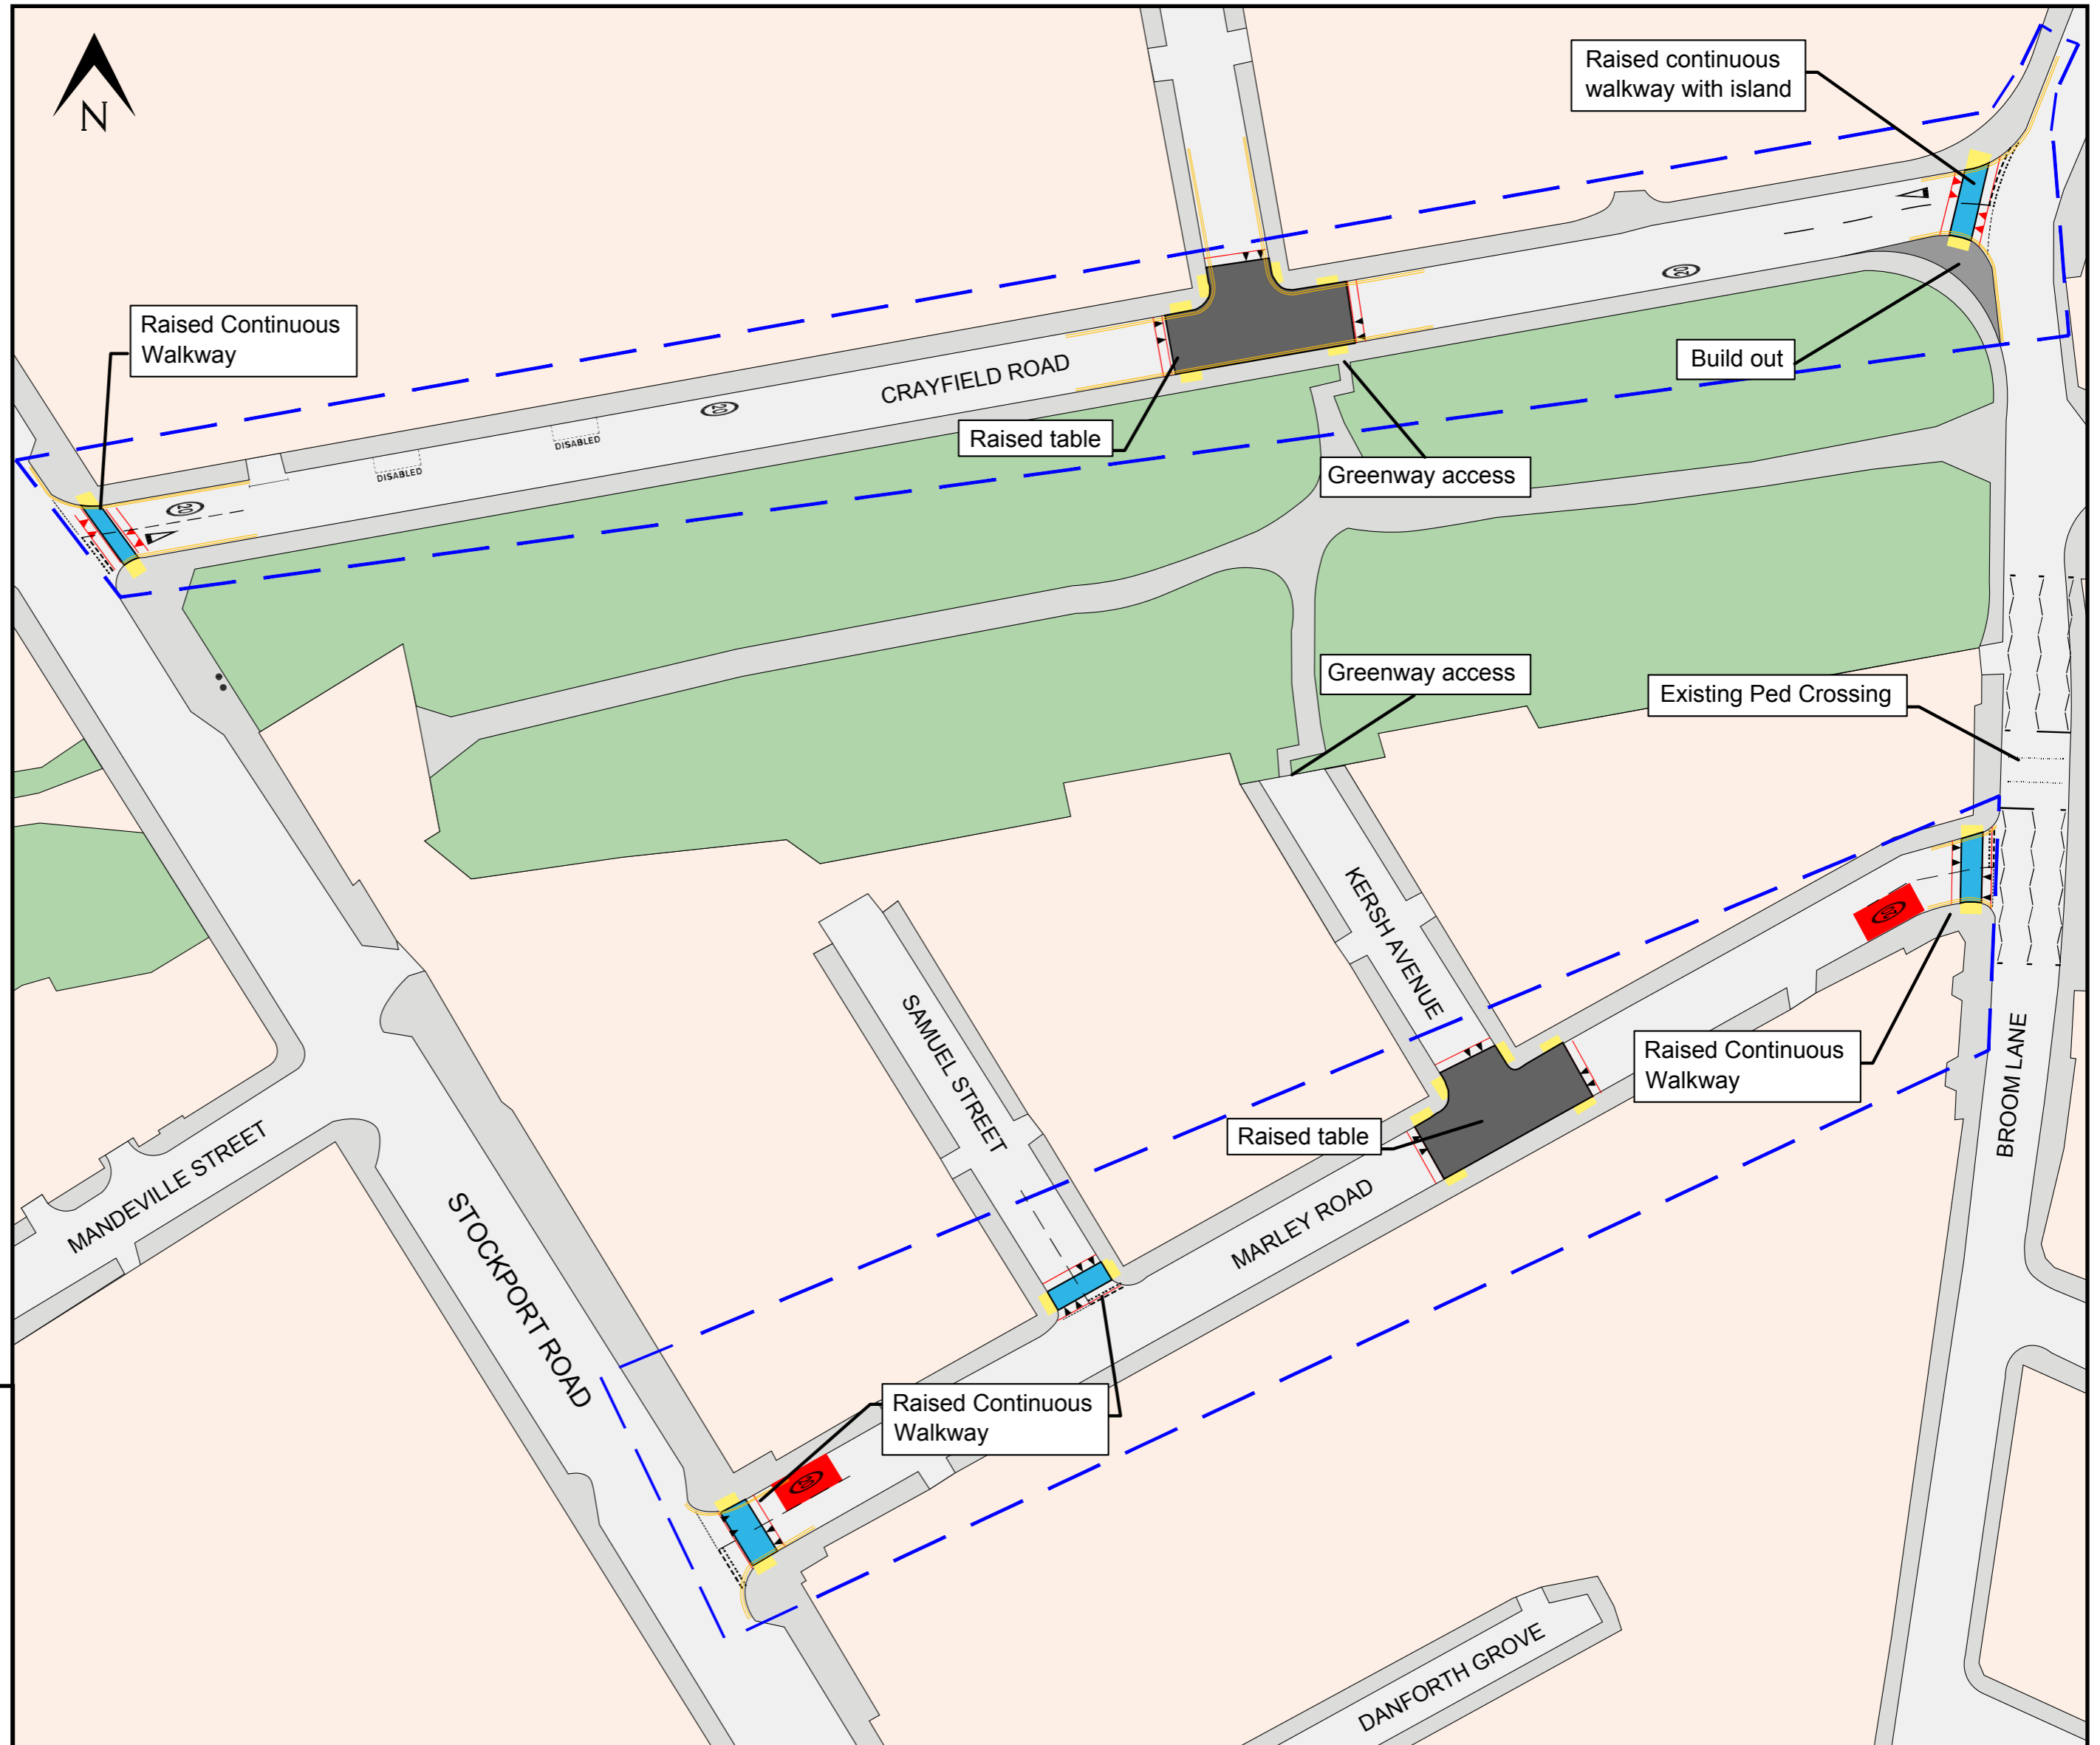 N
Raised continuous
walkway with island
Raised Continuous
Walkway
Build out
CRAYFIELD ROAD
20
20
Raised table
DISABLED
DISABLED
Greenway access
20
Greenway access
Existing Ped Crossing
KERSH AVENUE
20
SAMUEL STREET
BROOM LANE
Raised Continuous
Walkway
Raised table
MANDEVILLE STREET
STOCKPORT ROAD
MARLEY ROAD
Raised Continuous
Walkway
20
DANFORTH GROVE